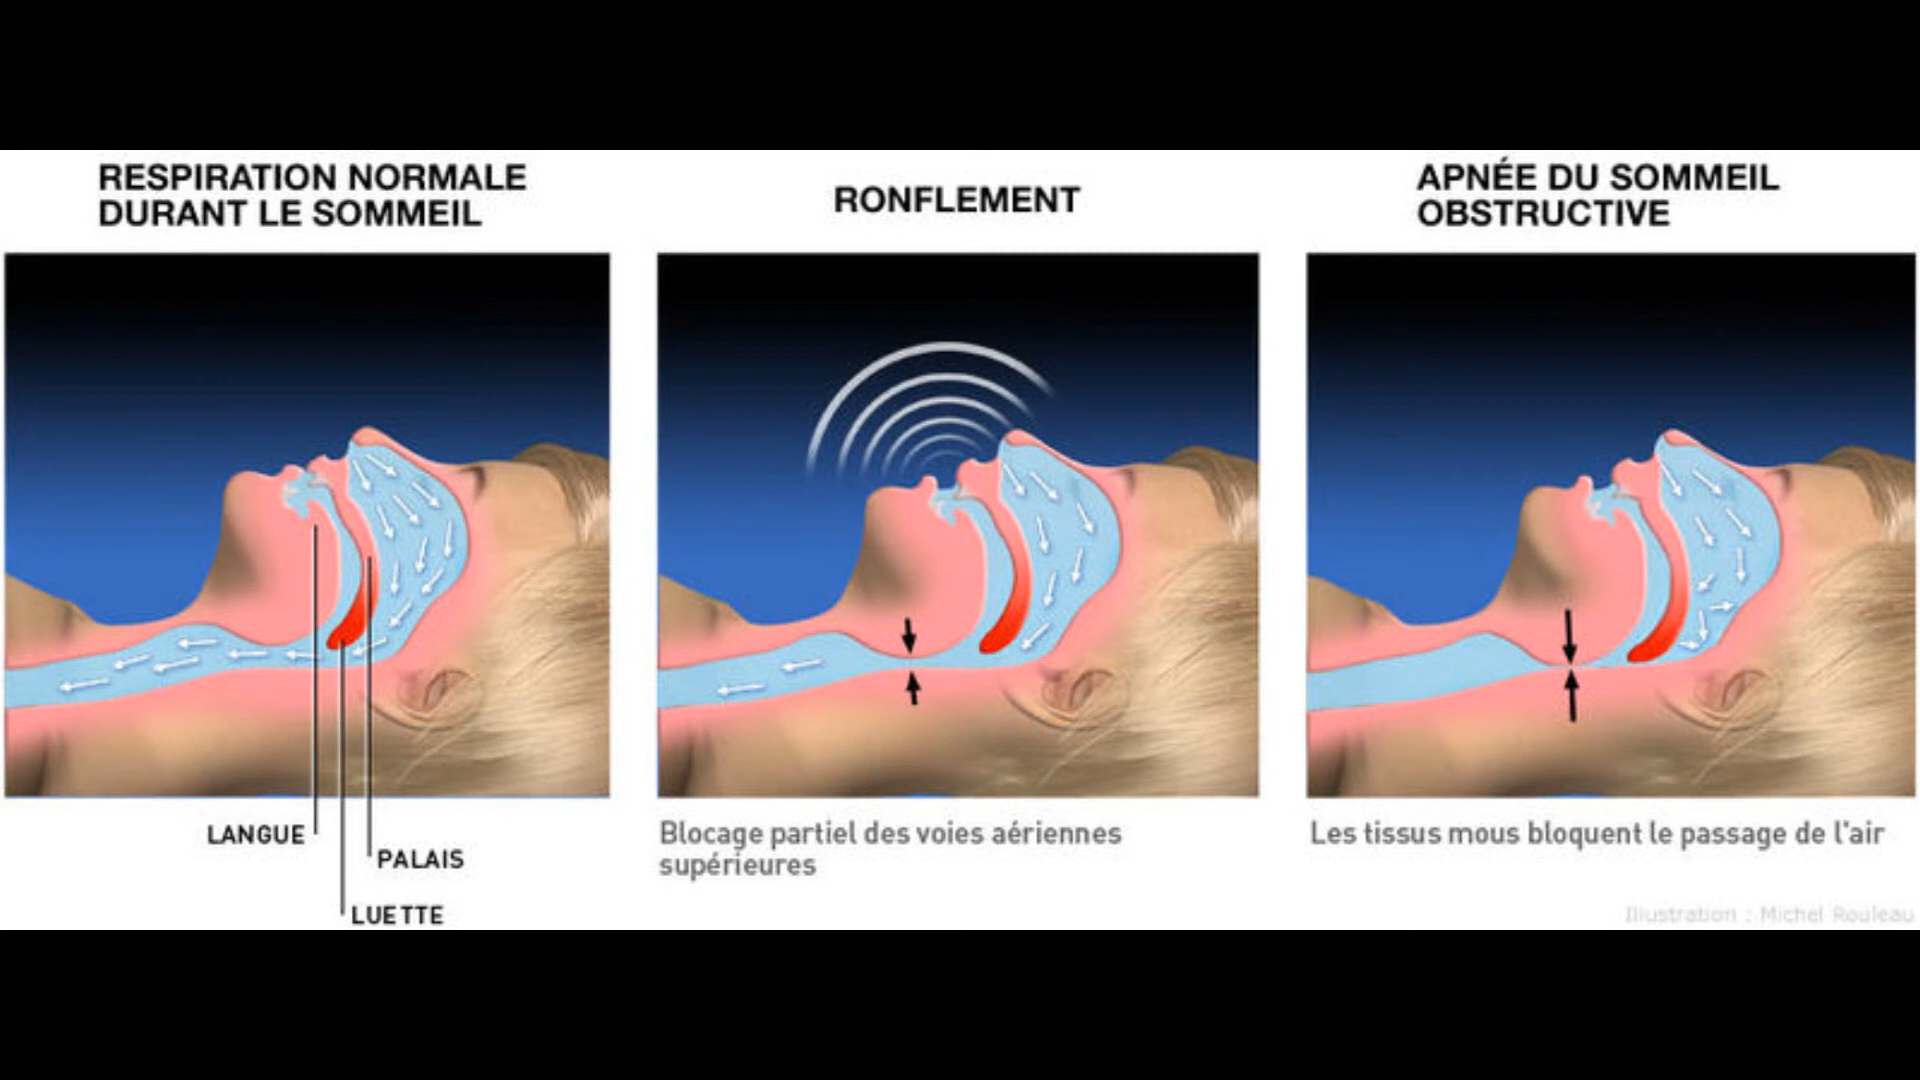 RESPIRATION NORMALE
DURANT LE SOMMEIL
RONFLEMENT
APNÉE DU SOMMEIL
OBSTRUCTIVE
LANGUE
PALAIS
LUETTE
Blocage partiel des voies aériennes
supérieures
Les tissus mous bloquent le passage de l'air
Illustration : Michel Rouleau